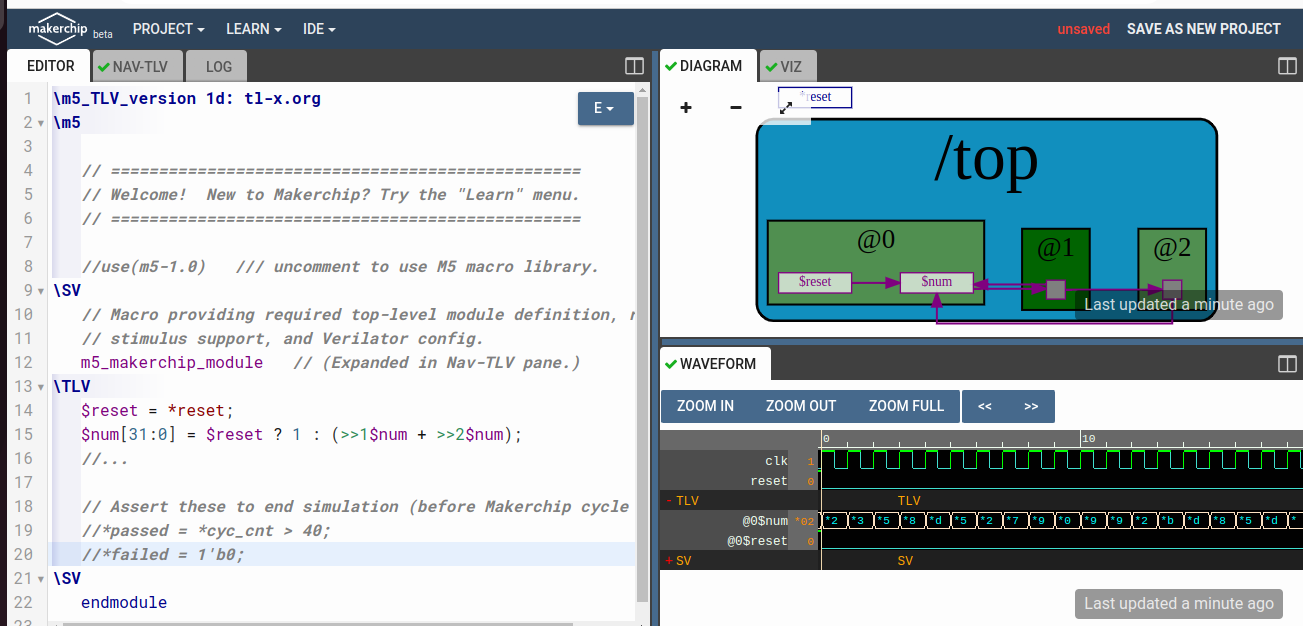 makerchip beta PROJECT LEARN IDE unsaved SAVE AS NEW PROJECT
EDITOR NAV-TLV LOG
E
1 \m5_TLV_version 1d: tl-x.org
2 \m5
3
4 // =================================================
5 // Welcome!  New to Makerchip? Try the "Learn" menu.
6 // =================================================
7
8 //use(m5-1.0)   /// uncomment to use M5 macro library.
9 \SV
10 // Macro providing required top-level module definition, r
11 // stimulus support, and Verilator config.
12 m5_makerchip_module   // (Expanded in Nav-TLV pane.)
13 \TLV
14 $reset = *reset;
15 $num[31:0] = $reset ? 1 : (>>1$num + >>2$num);
16 //...
17
18 // Assert these to end simulation (before Makerchip cycle
19 //*passed = *cyc_cnt > 40;
20 //*failed = 1'b0;
21 \SV
22 endmodule
23
DIAGRAM VIZ
+ -
*reset
/top
@0 @1 @2
$reset $num
Last updated a minute ago
WAVEFORM
ZOOM IN ZOOM OUT ZOOM FULL << >>
0 10
clk 1
reset 0
- TLV TLV
@0$num *02 *2 *3 *5 *8 *d *5 *2 *7 *9 *0 *9 *9 *2 *b *d *8 *5 *d *
@0$reset 0
+ SV SV
Last updated a minute ago